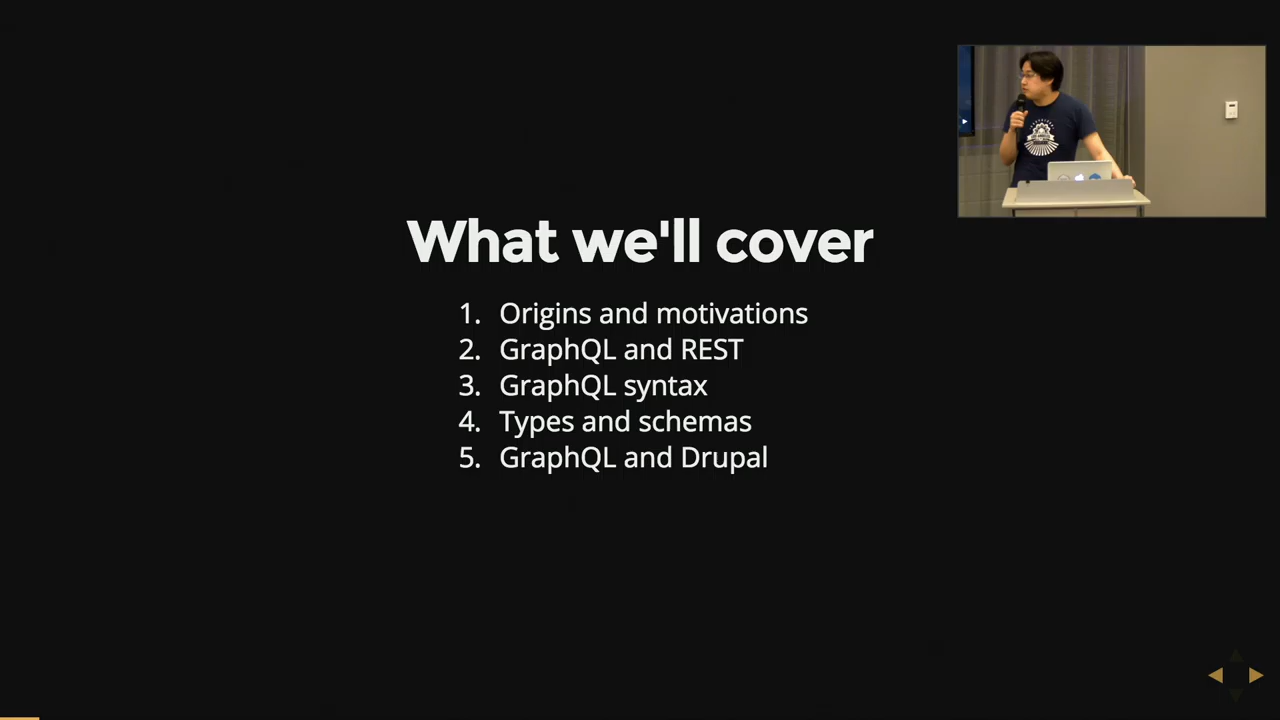 What we'll cover
1. Origins and motivations
2. GraphQL and REST
3. GraphQL syntax
4. Types and schemas
5. GraphQL and Drupal